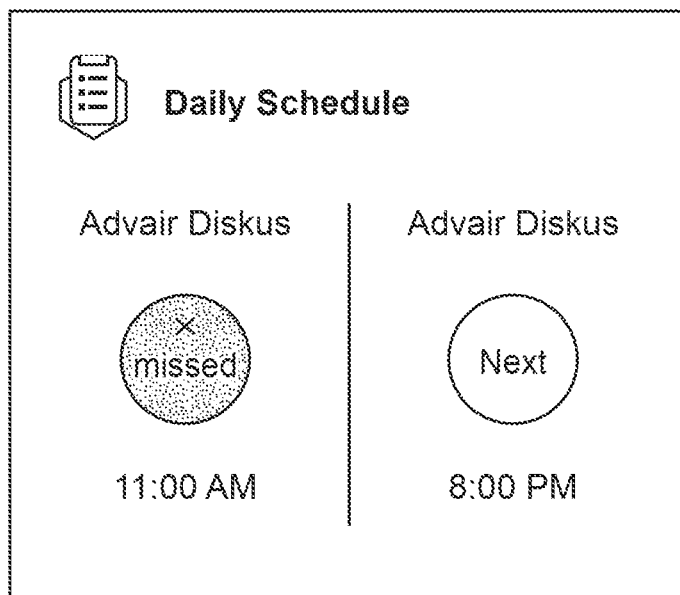 Daily Schedule
Advair Diskus
× missed
11:00 AM
Advair Diskus
Next
8:00 PM